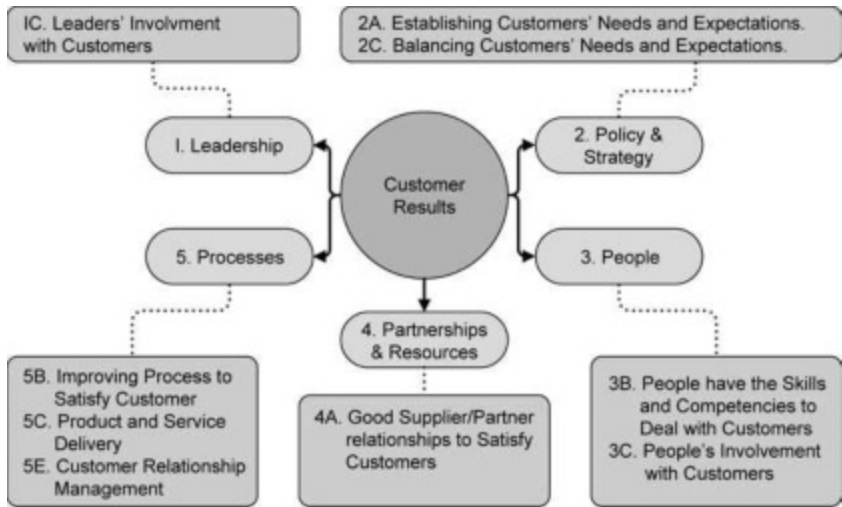 IC. Leaders' Involvment
with Customers
2A. Establishing Customers' Needs and Expectations.
2C. Balancing Customers' Needs and Expectations.
I. Leadership
Customer
Results
2. Policy &
Strategy
5. Processes
3. People
4. Partnerships
& Resources
5B. Improving Process to
Satisfy Customer
5C. Product and Service
Delivery
5E. Customer Relationship
Management
4A. Good Supplier/Partner
relationships to Satisfy
Customers
3B. People have the Skills
and Competencies to
Deal with Customers
3C. People's Involvement
with Customers